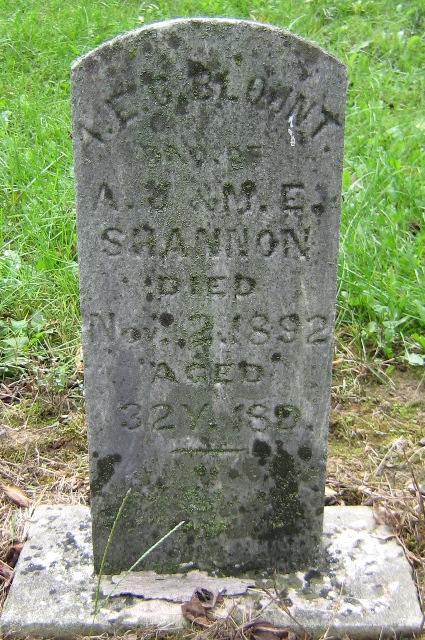 BLOUNT.
DAU. OF
A. & M. E.
SHANNON
DIED
Nov. 2. 1892
AGED
32Y. 18D.